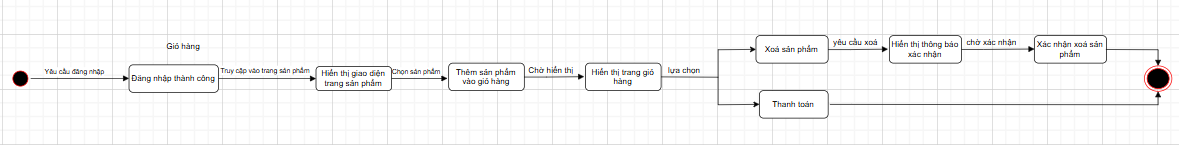 Giỏ hàng
Yêu cầu đăng nhập
Đăng nhập thành công
Truy cập vào trang sản phẩm
Hiển thị giao diện
trang sản phẩm
Chọn sản phẩm
Thêm sản phẩm
vào giỏ hàng
Chờ hiển thị
Hiển thị trang giỏ
hàng
lựa chọn
Xoá sản phẩm
yêu cầu xoá
Hiển thị thông báo
xác nhận
chờ xác nhận
Xác nhận xoá sản
phẩm
Thanh toán